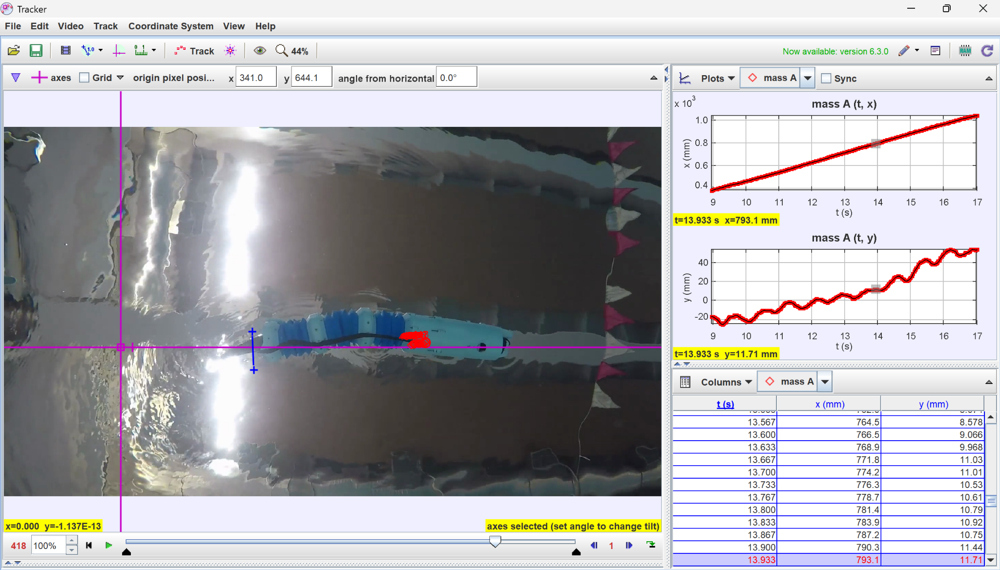 Tracker
File Edit Video Track Coordinate System View Help
1.0 0 1 Track 44% Now available: version 6.3.0 RAM
axes Grid origin pixel posi... x 341.0 y 644.1 angle from horizontal 0.0°
Plots mass A Sync
x 10³
mass A (t, x)
1.0
0.8
0.6
0.4
x (mm)
9 10 11 12 13 14 15 16 17
t (s)
t=13.933 s x=793.1 mm
mass A (t, y)
40
20
0
-20
y (mm)
9 10 11 12 13 14 15 16 17
t (s)
t=13.933 s y=11.71 mm
Columns mass A
t (s) x (mm) y (mm)
13.567 764.5 8.578
13.600 766.5 9.066
13.633 768.9 9.968
13.667 771.8 11.03
13.700 774.2 11.01
13.733 776.3 10.53
13.767 778.7 10.61
13.800 781.4 10.79
13.833 783.9 10.92
13.867 787.2 10.75
13.900 790.3 11.44
13.933 793.1 11.71
x=0.000 y=-1.137E-13
axes selected (set angle to change tilt)
418 100% 1